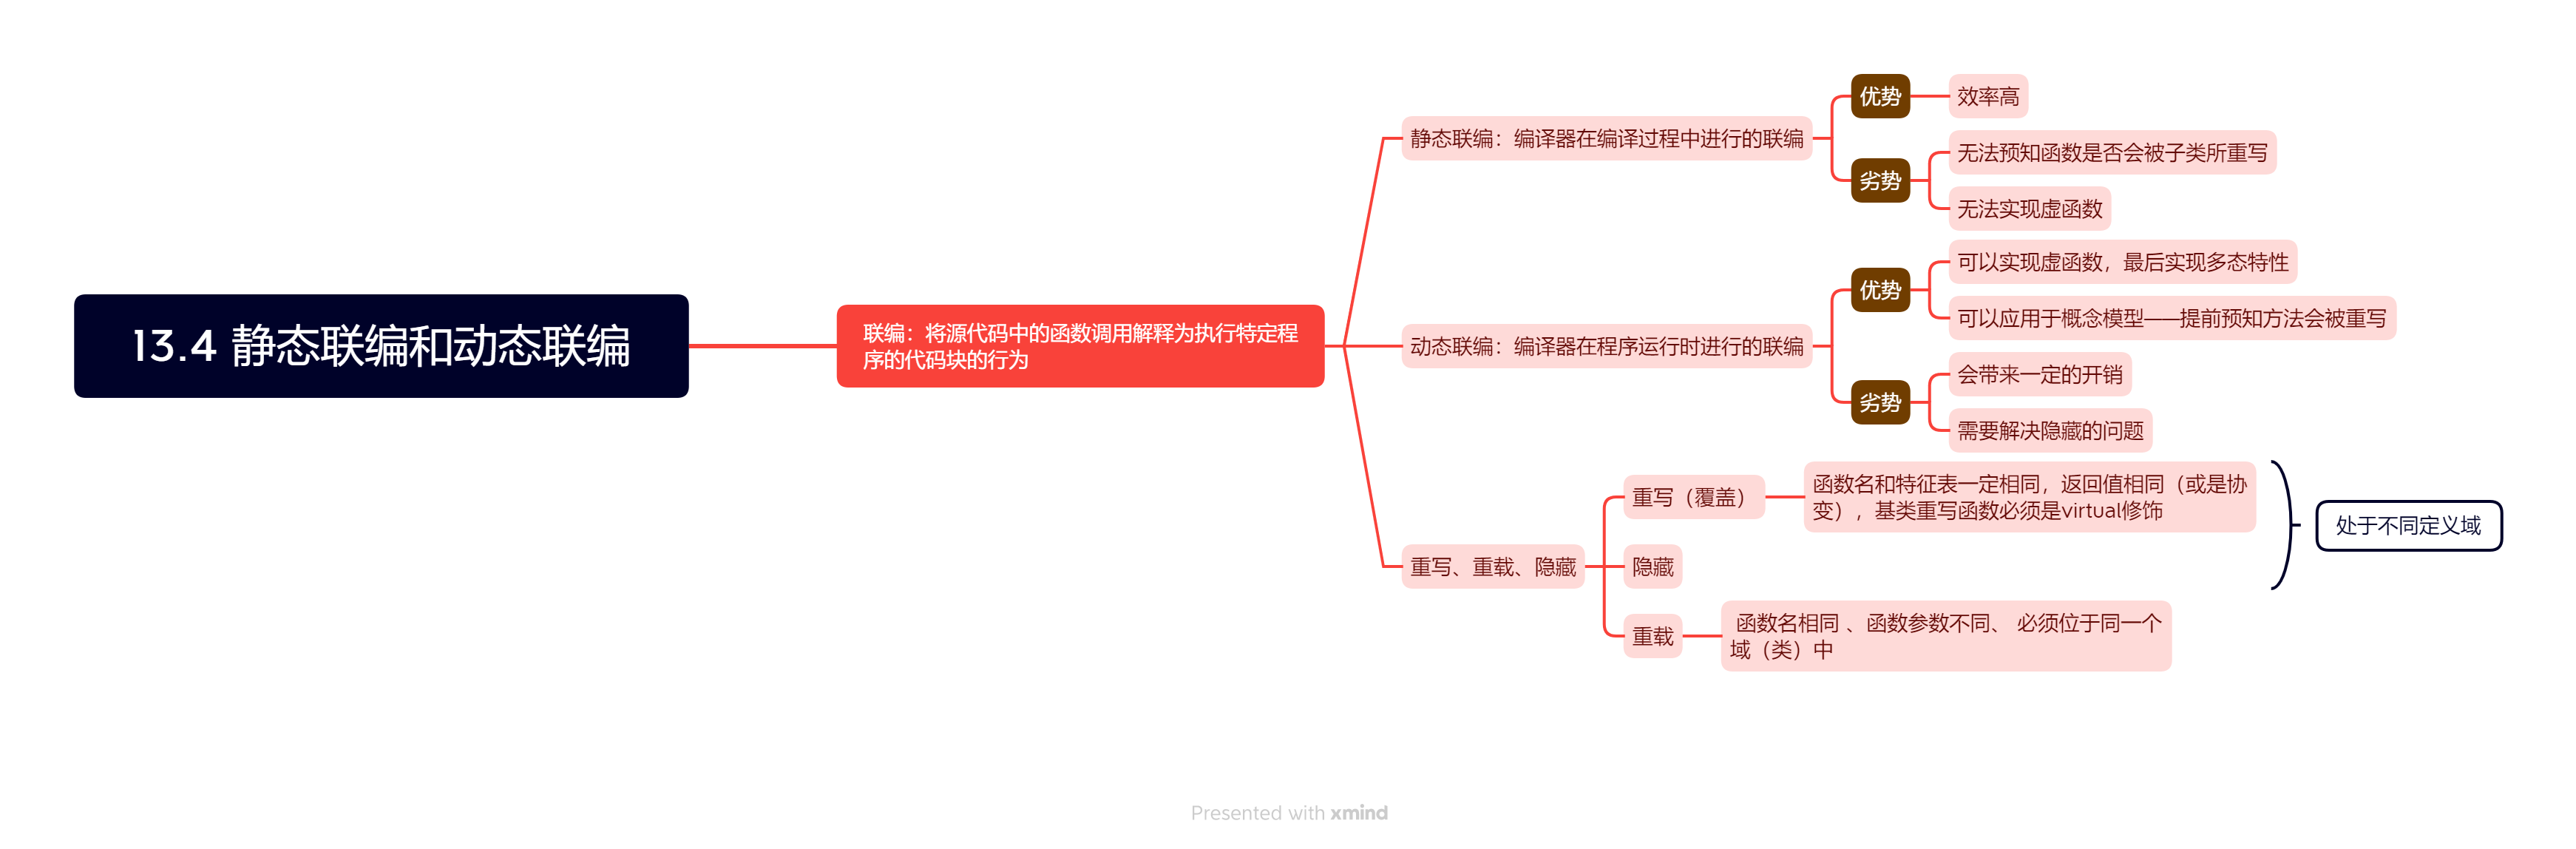 13.4 静态联编和动态联编
联编：将源代码中的函数调用解释为执行特定程
序的代码块的行为
静态联编：编译器在编译过程中进行的联编
优势
效率高
劣势
无法预知函数是否会被子类所重写
无法实现虚函数
动态联编：编译器在程序运行时进行的联编
优势
可以实现虚函数，最后实现多态特性
可以应用于概念模型——提前预知方法会被重写
劣势
会带来一定的开销
需要解决隐藏的问题
重写、重载、隐藏
重写（覆盖）
函数名和特征表一定相同，返回值相同（或是协
变），基类重写函数必须是virtual修饰
隐藏
处于不同定义域
重载
函数名相同 、函数参数不同、 必须位于同一个
域（类）中
Presented with xmind